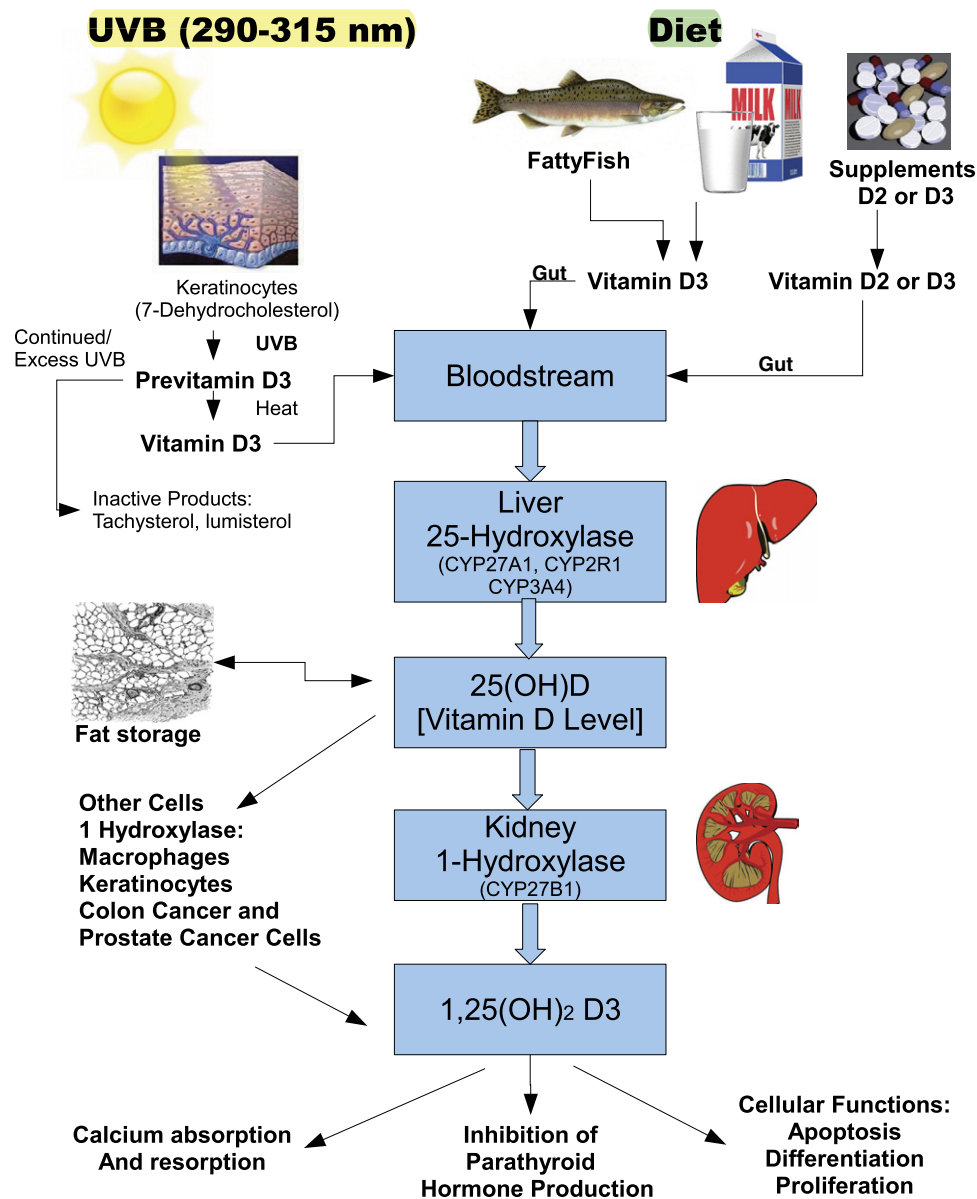 UVB (290-315 nm)
Diet
MILK
MILK
FattyFish
Supplements
D2 or D3
Keratinocytes
(7-Dehydrocholesterol)
Gut
Vitamin D3
Vitamin D2 or D3
Continued/
Excess UVB
UVB
Previtamin D3
Heat
Vitamin D3
Bloodstream
Gut
Inactive Products:
Tachysterol, lumisterol
Liver
25-Hydroxylase
(CYP27A1, CYP2R1
CYP3A4)
Fat storage
25(OH)D
[Vitamin D Level]
Other Cells
1 Hydroxylase:
Macrophages
Keratinocytes
Colon Cancer and
Prostate Cancer Cells
Kidney
1-Hydroxylase
(CYP27B1)
1,25(OH)₂ D3
Calcium absorption
And resorption
Inhibition of
Parathyroid
Hormone Production
Cellular Functions:
Apoptosis
Differentiation
Proliferation